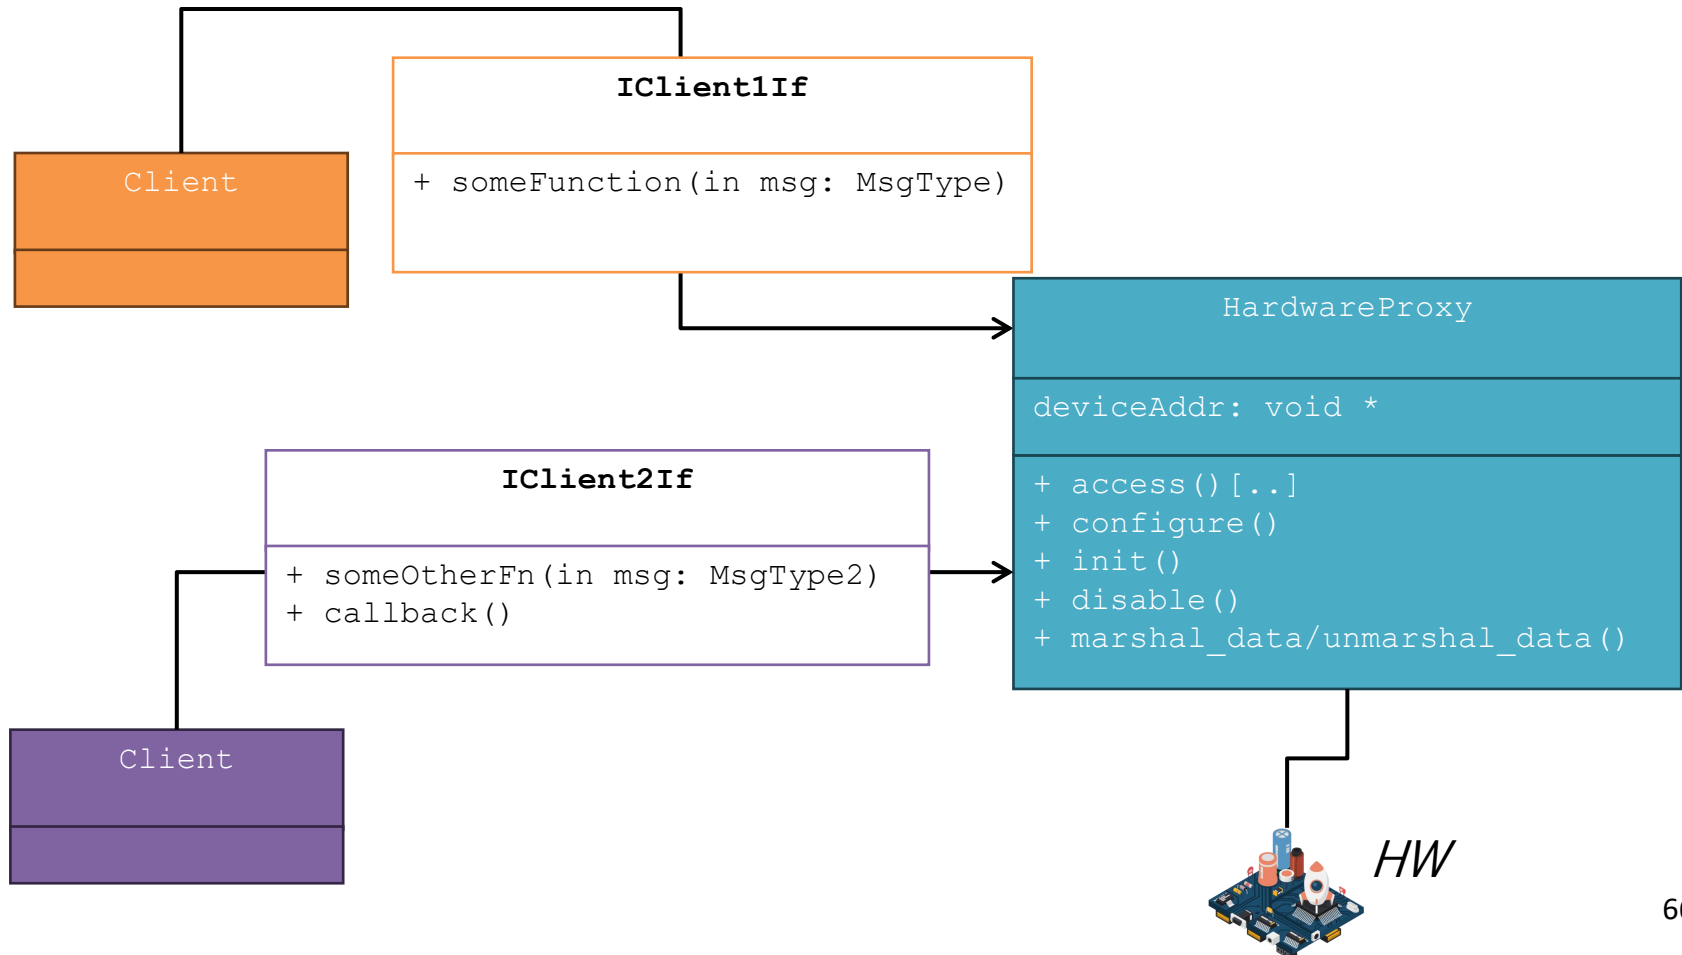 IClient1If
+ someFunction(in msg: MsgType)
Client
HardwareProxy
deviceAddr: void *
+ access()[..]
+ configure()
+ init()
+ disable()
+ marshal_data/unmarshal_data()
IClient2If
+ someOtherFn(in msg: MsgType2)
+ callback()
Client
HW